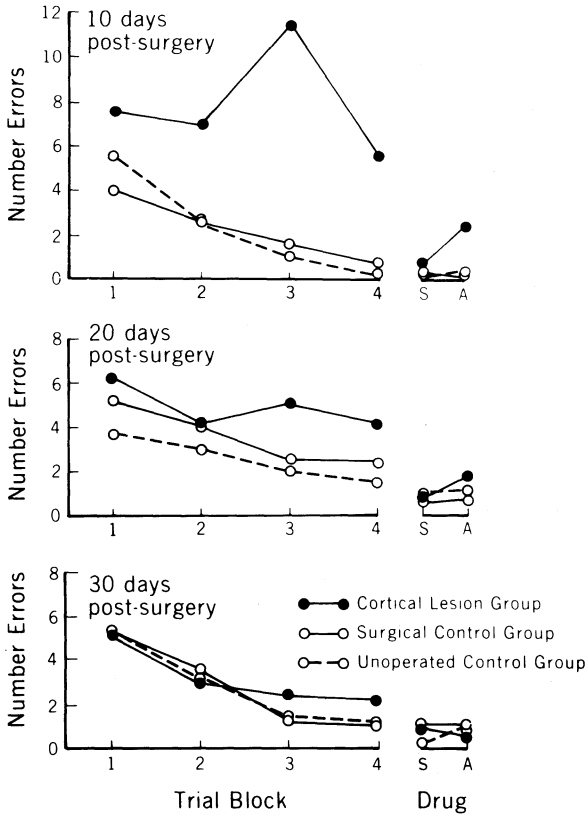 10 days
post-surgery
Number Errors
12
10
8
6
4
2
0
1 2 3 4 S A
20 days
post-surgery
Number Errors
8
6
4
2
0
1 2 3 4 S A
30 days
post-surgery
Number Errors
8
6
4
2
0
Cortical Lesion Group
Surgical Control Group
Unoperated Control Group
1 2 3 4 S A
Trial Block Drug